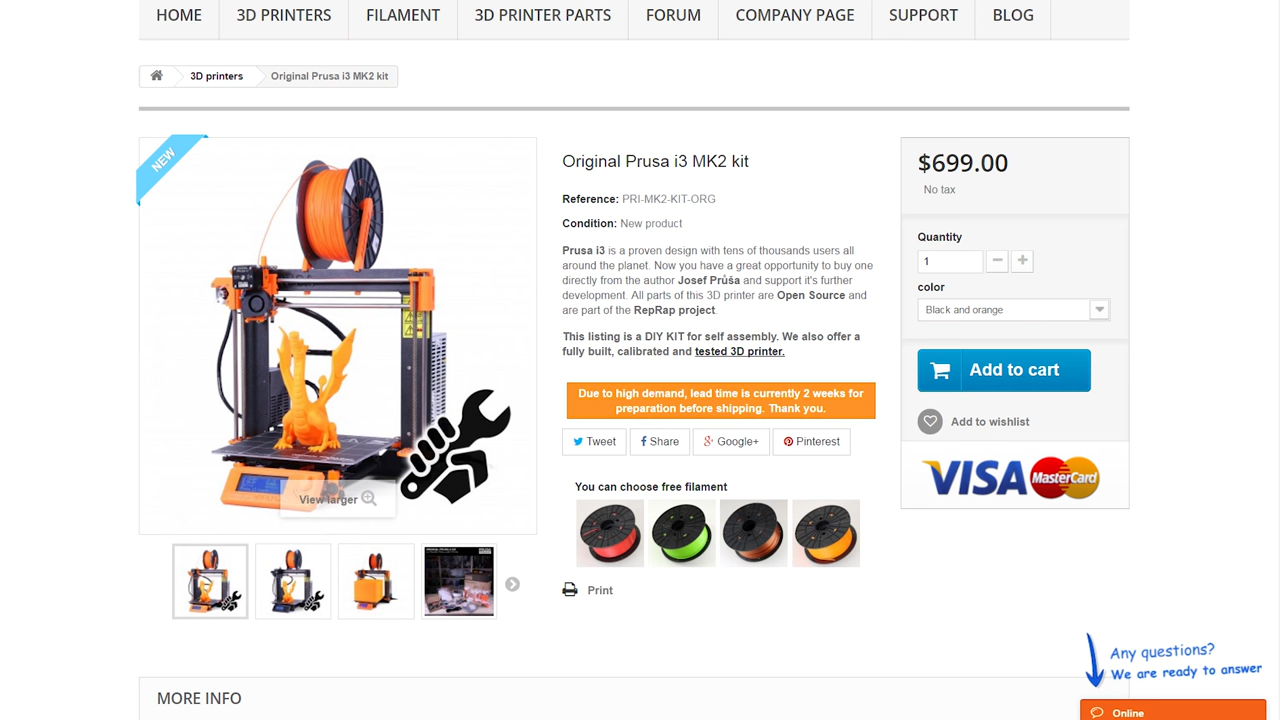 HOME
3D PRINTERS
FILAMENT
3D PRINTER PARTS
FORUM
COMPANY PAGE
SUPPORT
BLOG
3D printers
Original Prusa i3 MK2 kit
NEW
View larger
Original Prusa i3 MK2 kit
Reference: PRI-MK2-KIT-ORG
Condition: New product
Prusa i3 is a proven design with tens of thousands users all
around the planet. Now you have a great opportunity to buy one
directly from the author Josef Průša and support it's further
development. All parts of this 3D printer are Open Source and
are part of the RepRap project.
This listing is a DIY KIT for self assembly. We also offer a
fully built, calibrated and tested 3D printer.
Due to high demand, lead time is currently 2 weeks for
preparation before shipping. Thank you.
Tweet
Share
Google+
Pinterest
You can choose free filament
Print
$699.00
No tax
Quantity
1
color
Black and orange
Add to cart
Add to wishlist
VISA
MasterCard
MORE INFO
Any questions?
We are ready to answer
Online